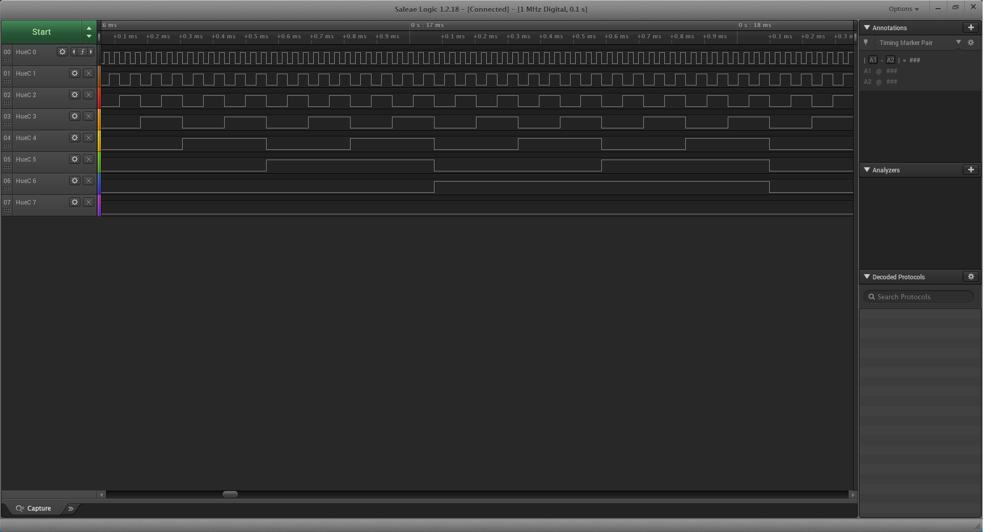 Saleae Logic 1.2.18 - [Connected] - [1 MHz Digital, 0.1 s]
Options
Start
6 ms 0 s : 17 ms 0 s : 18 ms
+0.1 ms +0.2 ms +0.3 ms +0.4 ms +0.5 ms +0.6 ms +0.7 ms +0.8 ms +0.9 ms +0.1 ms +0.2 ms +0.3 ms +0.4 ms +0.5 ms +0.6 ms +0.7 ms +0.8 ms +0.9 ms +0.1 ms +0.2 ms +0.3 m
00 HueC 0
01 HueC 1
02 HueC 2
03 HueC 3
04 HueC 4
05 HueC 5
06 HueC 6
07 HueC 7
Capture
Annotations
Timing Marker Pair
| A1 - A2 | = ###
A1 @ ###
A2 @ ###
Analyzers
Decoded Protocols
Search Protocols